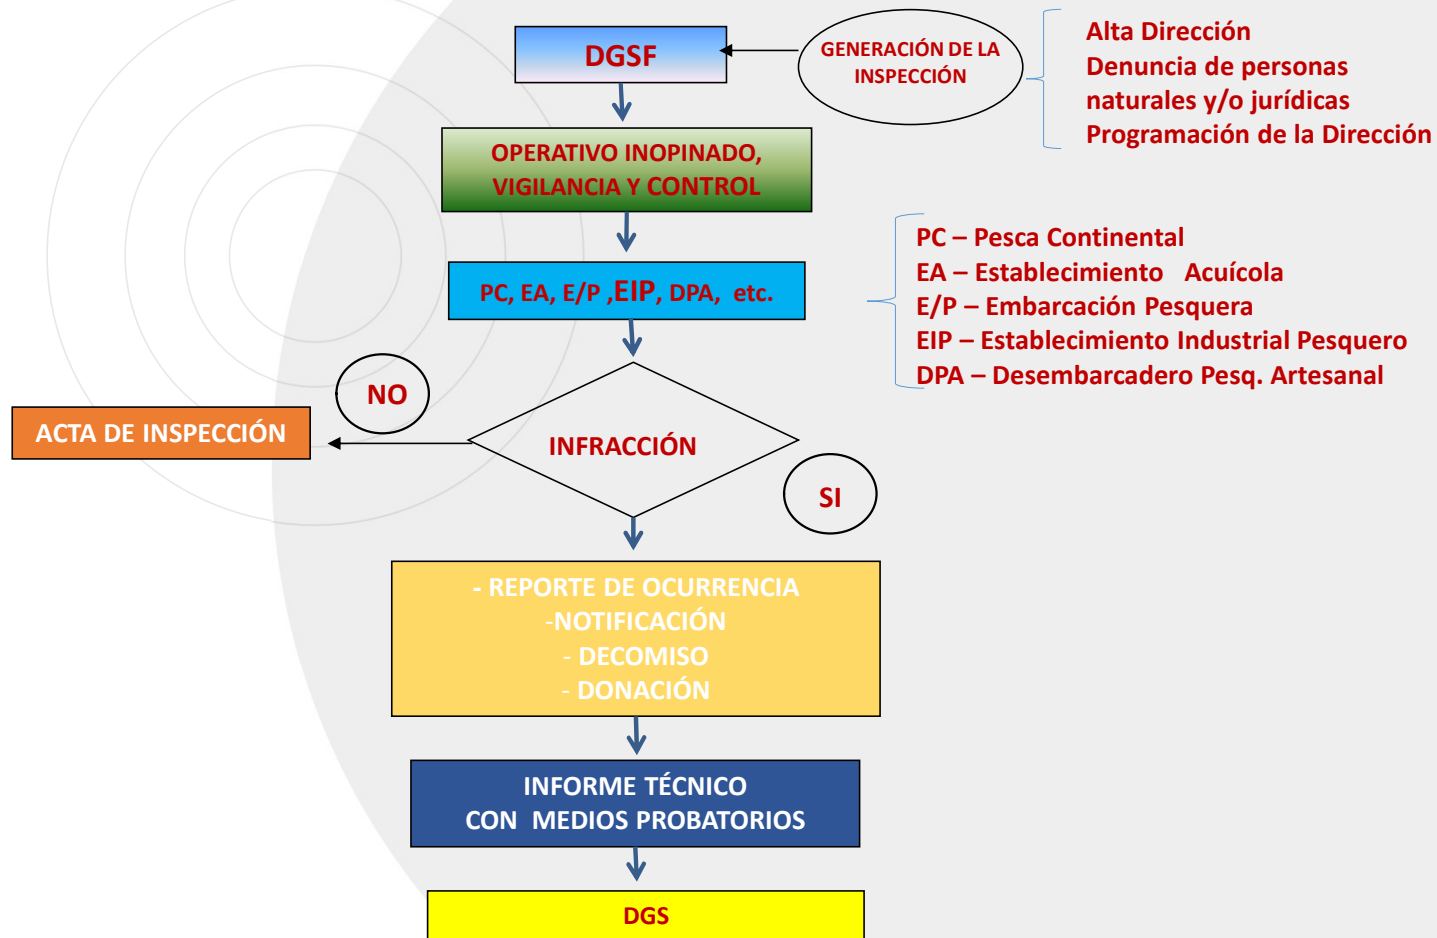 DGSF
GENERACIÓN DE LA
INSPECCIÓN
Alta Dirección
Denuncia de personas
naturales y/o jurídicas
Programación de la Dirección
OPERATIVO INOPINADO,
VIGILANCIA Y CONTROL
PC, EA, E/P ,EIP, DPA, etc.
PC – Pesca Continental
EA – Establecimiento Acuícola
E/P – Embarcación Pesquera
EIP – Establecimiento Industrial Pesquero
DPA – Desembarcadero Pesq. Artesanal
NO
ACTA DE INSPECCIÓN
INFRACCIÓN
SI
- REPORTE DE OCURRENCIA
-NOTIFICACIÓN
- DECOMISO
- DONACIÓN
INFORME TÉCNICO
CON MEDIOS PROBATORIOS
DGS